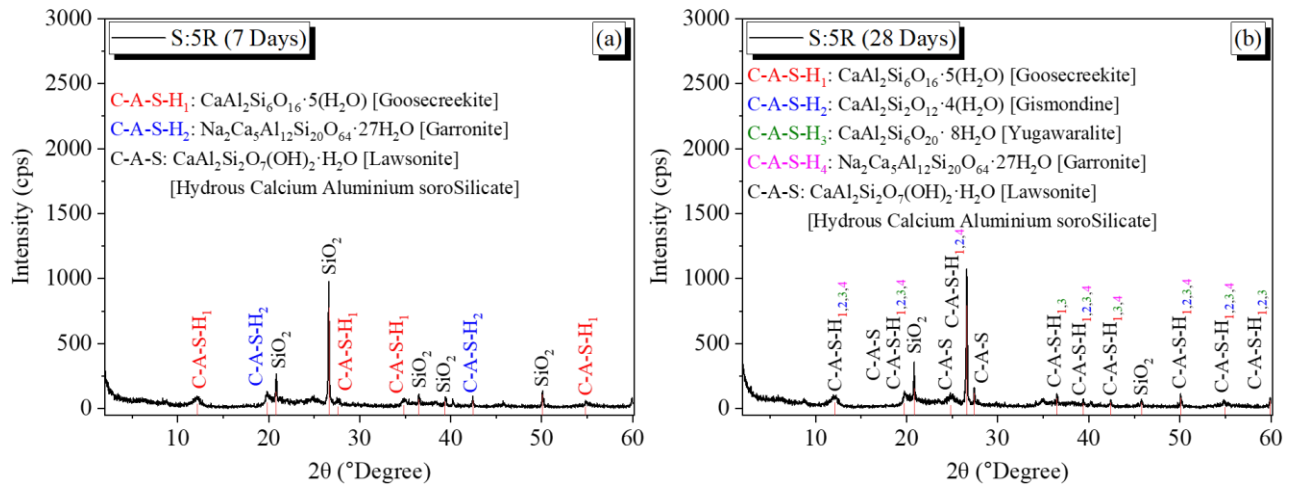 3000
2500
2000
1500
1000
500
0
Intensity (cps)
S:5R (7 Days)
(a)
C-A-S-H₁: CaAl₂Si₆O₁₆·5(H₂O) [Goosecreekite]
C-A-S-H₂: Na₂Ca₅Al₁₂Si₂₀O₆₄·27H₂O [Garronite]
C-A-S: CaAl₂Si₂O₇(OH)₂·H₂O [Lawsonite]
[Hydrous Calcium Aluminium soroSilicate]
C-A-S-H₁
C-A-S-H₂
SiO₂
SiO₂
C-A-S-H₁
C-A-S-H₁
SiO₂
SiO₂
C-A-S-H₂
SiO₂
C-A-S-H₁
10
20
30
40
50
60
2θ (°Degree)
3000
2500
2000
1500
1000
500
0
Intensity (cps)
S:5R (28 Days)
(b)
C-A-S-H₁: CaAl₂Si₆O₁₆·5(H₂O) [Goosecreekite]
C-A-S-H₂: CaAl₂Si₂O₁₂·4(H₂O) [Gismondine]
C-A-S-H₃: CaAl₂Si₆O₂₀· 8H₂O [Yugawaralite]
C-A-S-H₄: Na₂Ca₅Al₁₂Si₂₀O₆₄·27H₂O [Garronite]
C-A-S: CaAl₂Si₂O₇(OH)₂·H₂O [Lawsonite]
[Hydrous Calcium Aluminium soroSilicate]
C-A-S-H₁,₂,₃,₄
C-A-S
C-A-S-H₁,₂,₃,₄
SiO₂
C-A-S
C-A-S-H₁,₂,₄
C-A-S
C-A-S-H₁,₃
C-A-S-H₁,₂,₃,₄
C-A-S-H₁,₃,₄
SiO₂
C-A-S-H₁,₂,₃,₄
C-A-S-H₁,₂,₃,₄
C-A-S-H₁,₂,₃
10
20
30
40
50
60
2θ (°Degree)